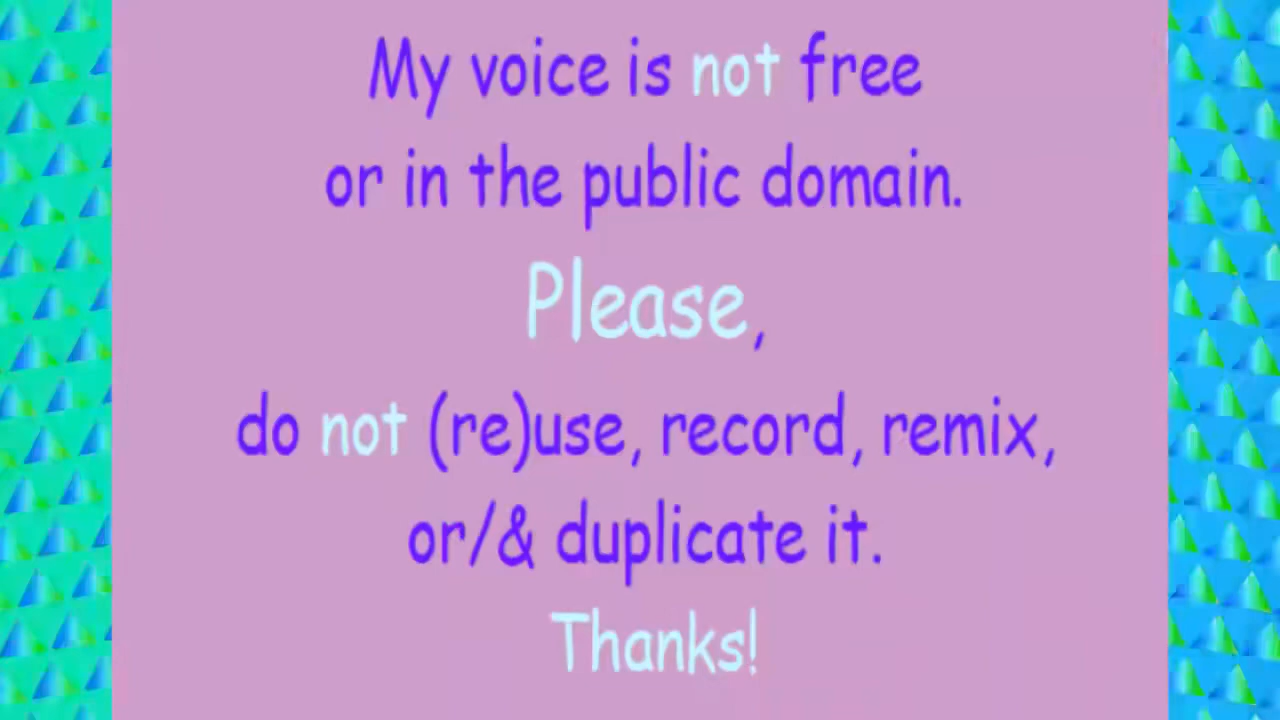 My voice is not free
or in the public domain.
Please,
do not (re)use, record, remix,
or/& duplicate it.
Thanks!